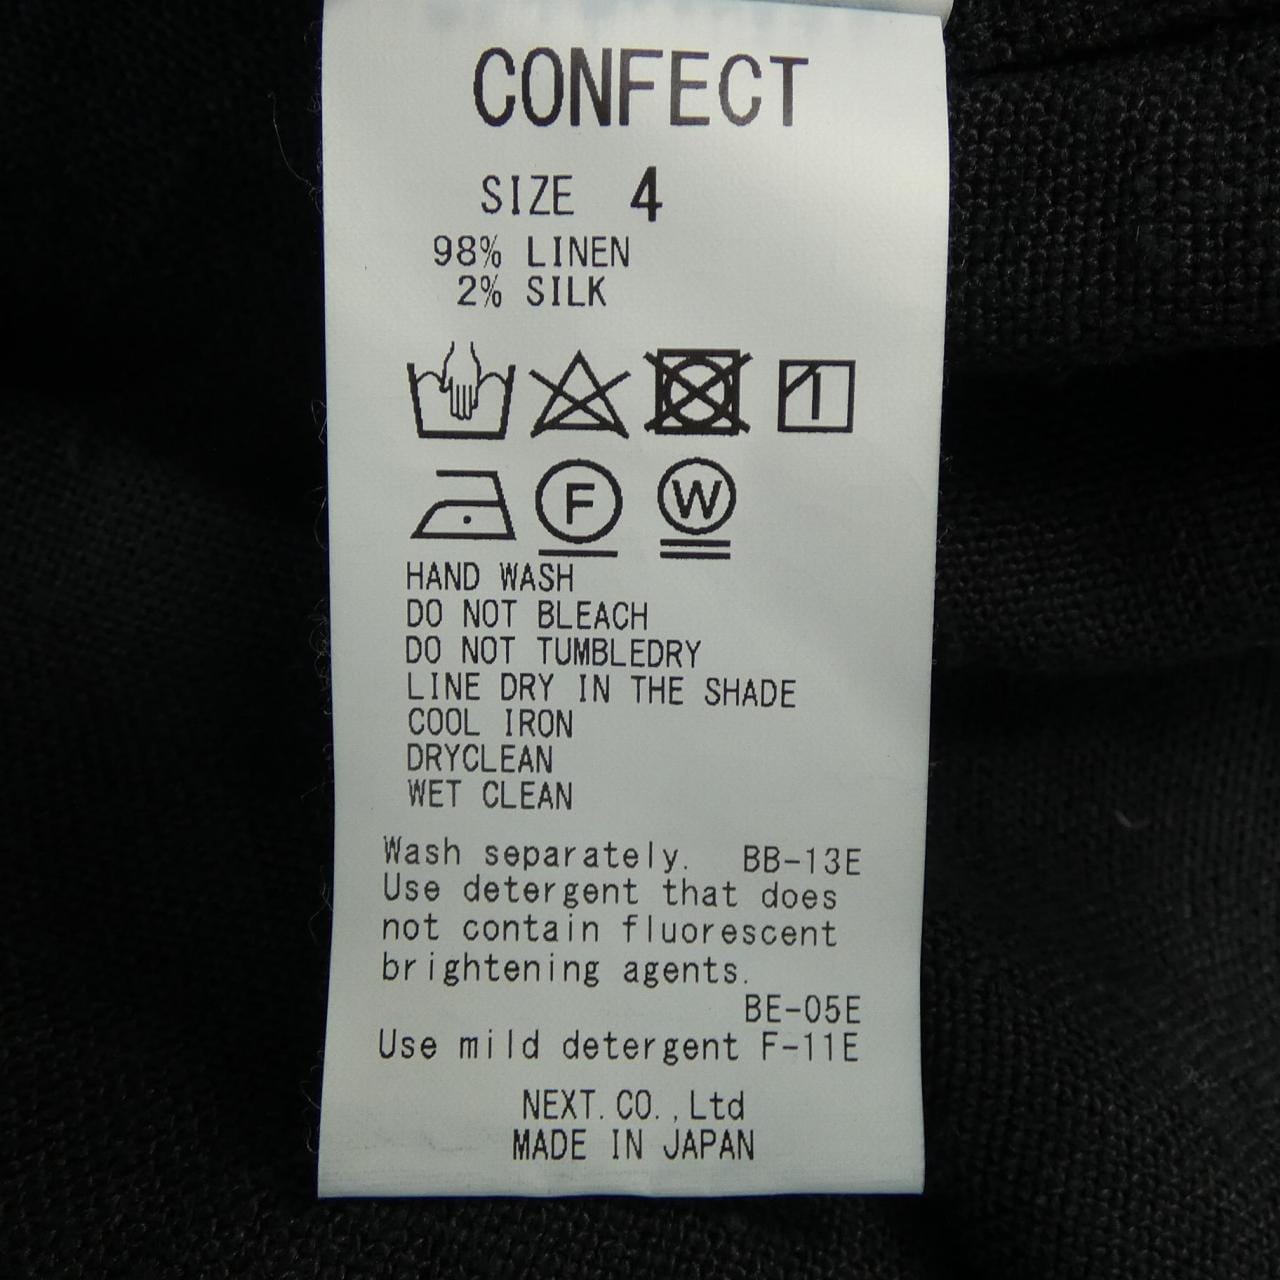 CONFECT
SIZE 4
98% LINEN
2% SILK
1
F W
HAND WASH
DO NOT BLEACH
DO NOT TUMBLEDRY
LINE DRY IN THE SHADE
COOL IRON
DRYCLEAN
WET CLEAN
Wash separately. BB-13E
Use detergent that does
not contain fluorescent
brightening agents.
BE-05E
Use mild detergent F-11E
NEXT.CO.,Ltd
MADE IN JAPAN